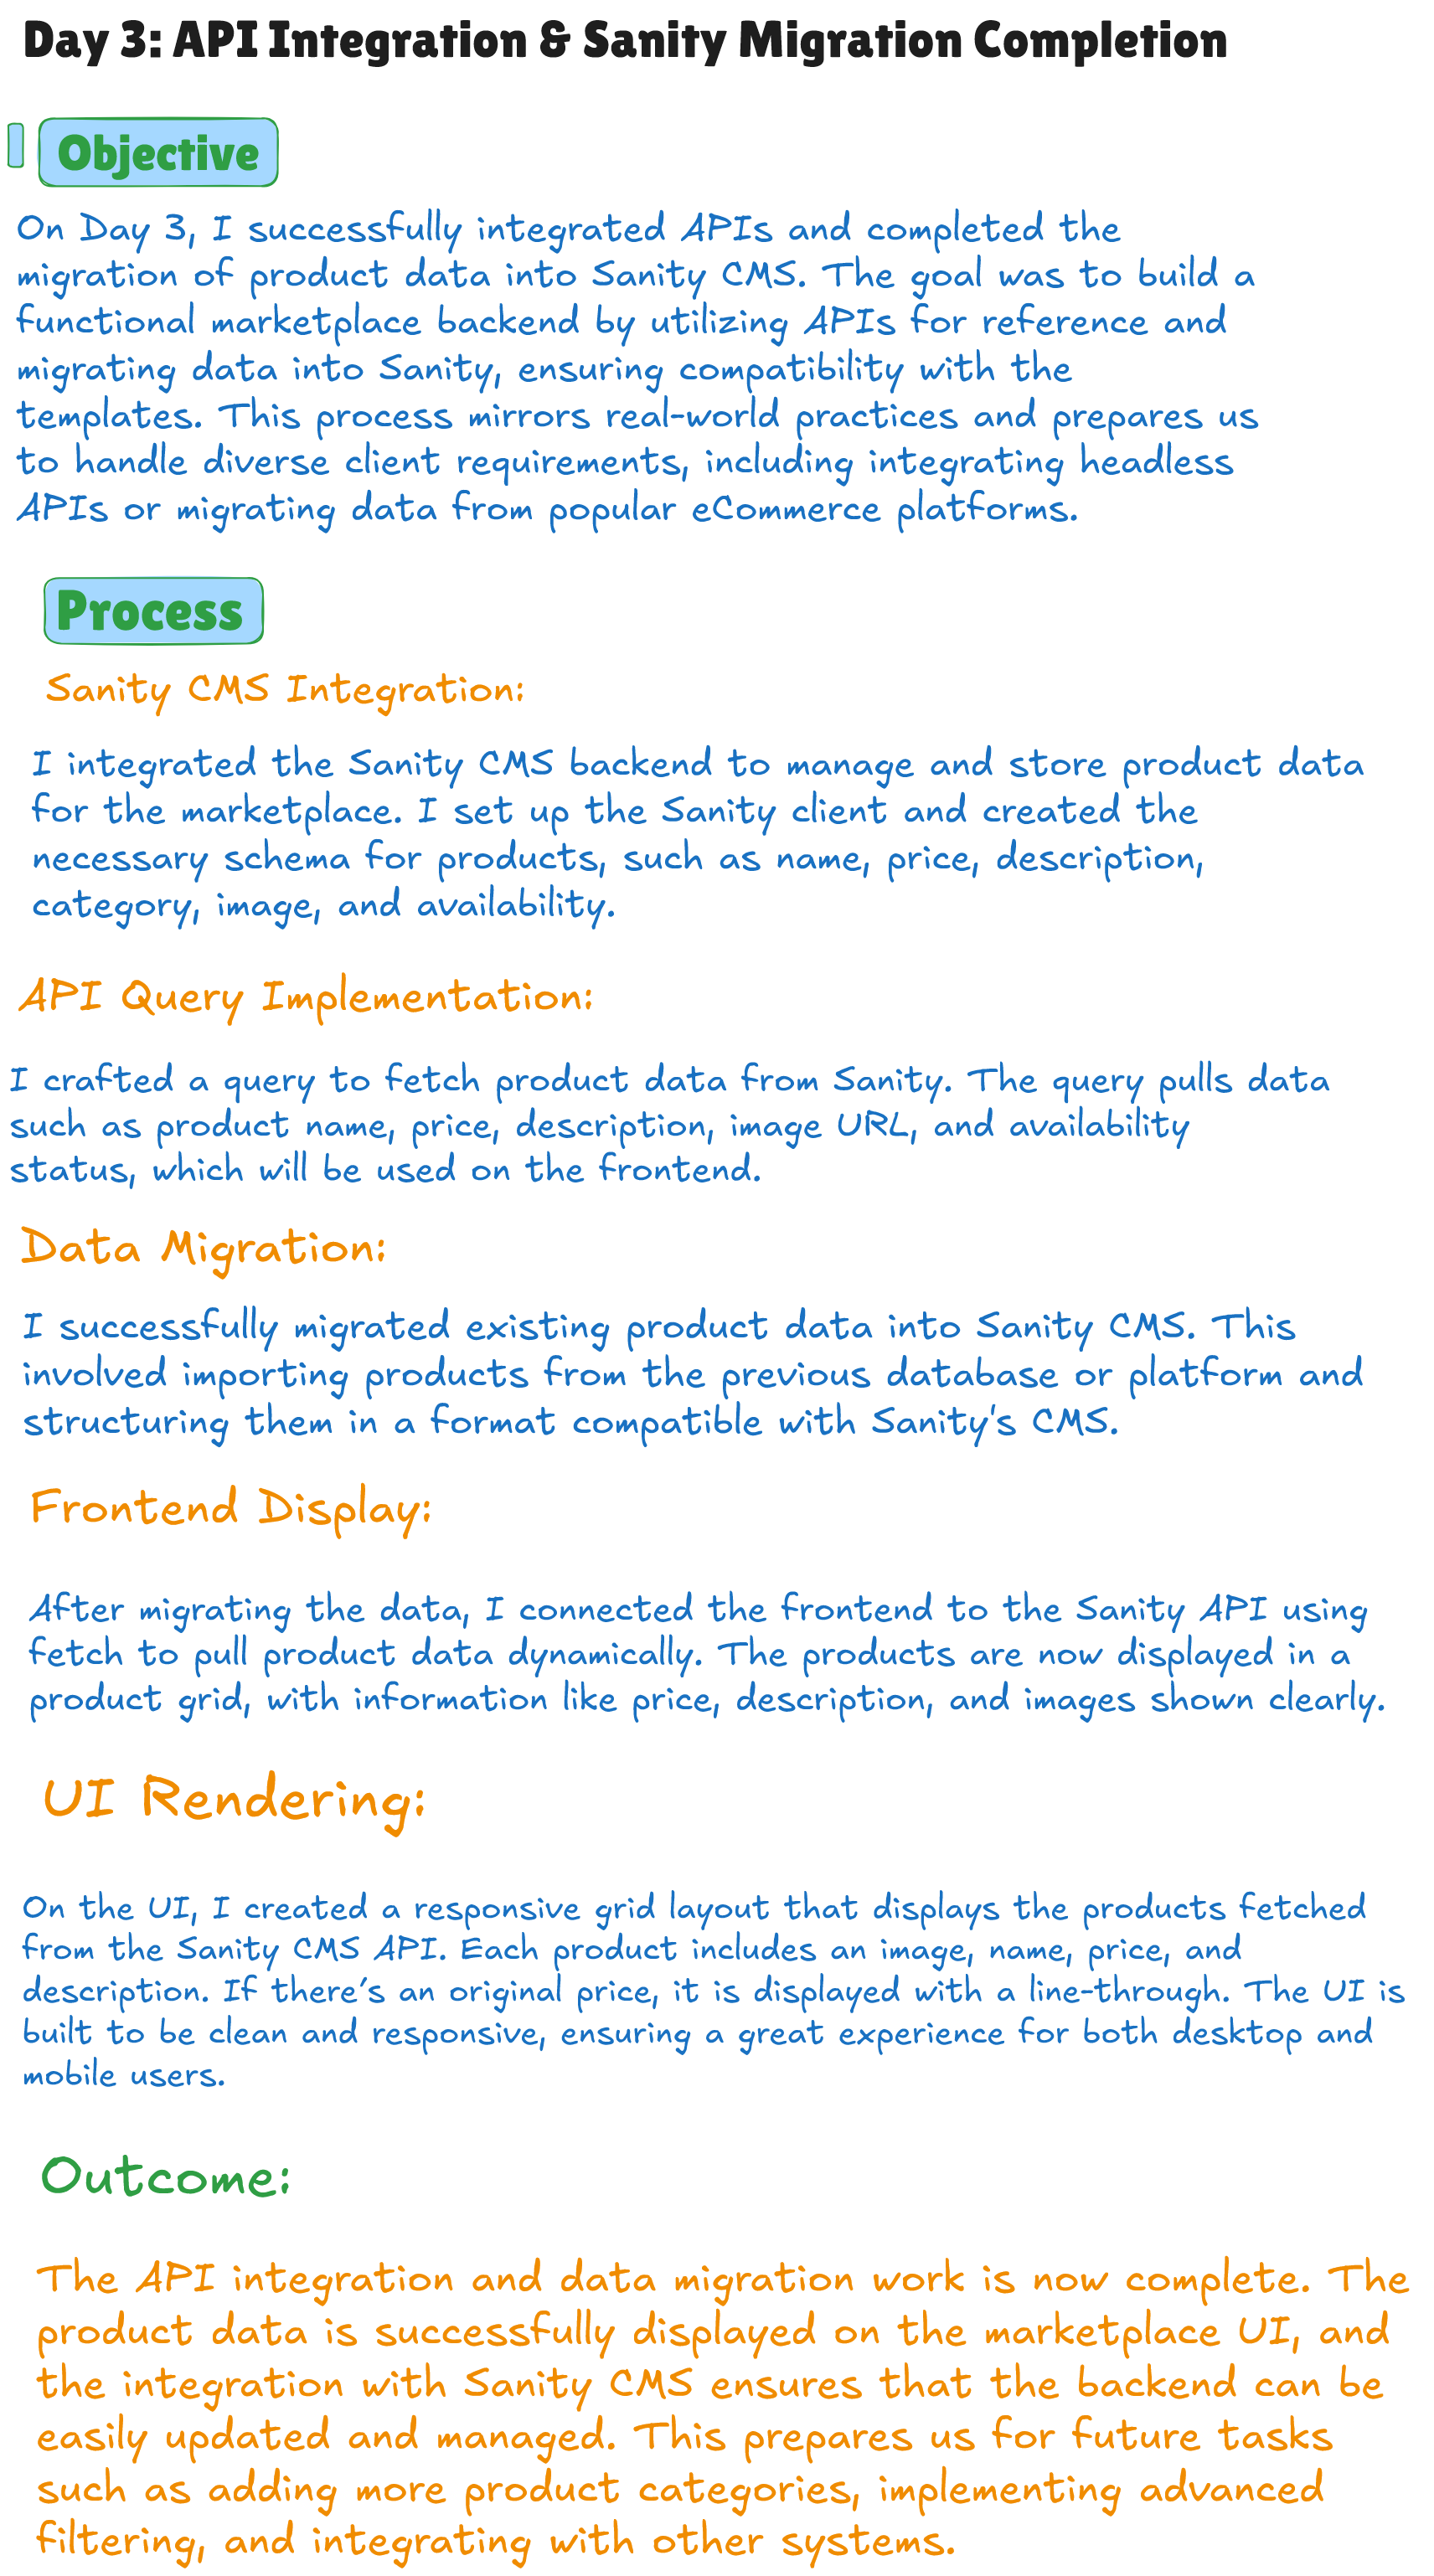 Day 3: API Integration & Sanity Migration Completion
Objective
On Day 3, I successfully integrated APIs and completed the
migration of product data into Sanity CMS. The goal was to build a
functional marketplace backend by utilizing APIs for reference and
migrating data into Sanity, ensuring compatibility with the
templates. This process mirrors real-world practices and prepares us
to handle diverse client requirements, including integrating headless
APIs or migrating data from popular eCommerce platforms.
Process
Sanity CMS Integration:
I integrated the Sanity CMS backend to manage and store product data
for the marketplace. I set up the Sanity client and created the
necessary schema for products, such as name, price, description,
category, image, and availability.
API Query Implementation:
I crafted a query to fetch product data from Sanity. The query pulls data
such as product name, price, description, image URL, and availability
status, which will be used on the frontend.
Data Migration:
I successfully migrated existing product data into Sanity CMS. This
involved importing products from the previous database or platform and
structuring them in a format compatible with Sanity's CMS.
Frontend Display:
After migrating the data, I connected the frontend to the Sanity API using
fetch to pull product data dynamically. The products are now displayed in a
product grid, with information like price, description, and images shown clearly.
UI Rendering:
On the UI, I created a responsive grid layout that displays the products fetched
from the Sanity CMS API. Each product includes an image, name, price, and
description. If there’s an original price, it is displayed with a line-through. The UI is
built to be clean and responsive, ensuring a great experience for both desktop and
mobile users.
Outcome:
The API integration and data migration work is now complete. The
product data is successfully displayed on the marketplace UI, and
the integration with Sanity CMS ensures that the backend can be
easily updated and managed. This prepares us for future tasks
such as adding more product categories, implementing advanced
filtering, and integrating with other systems.